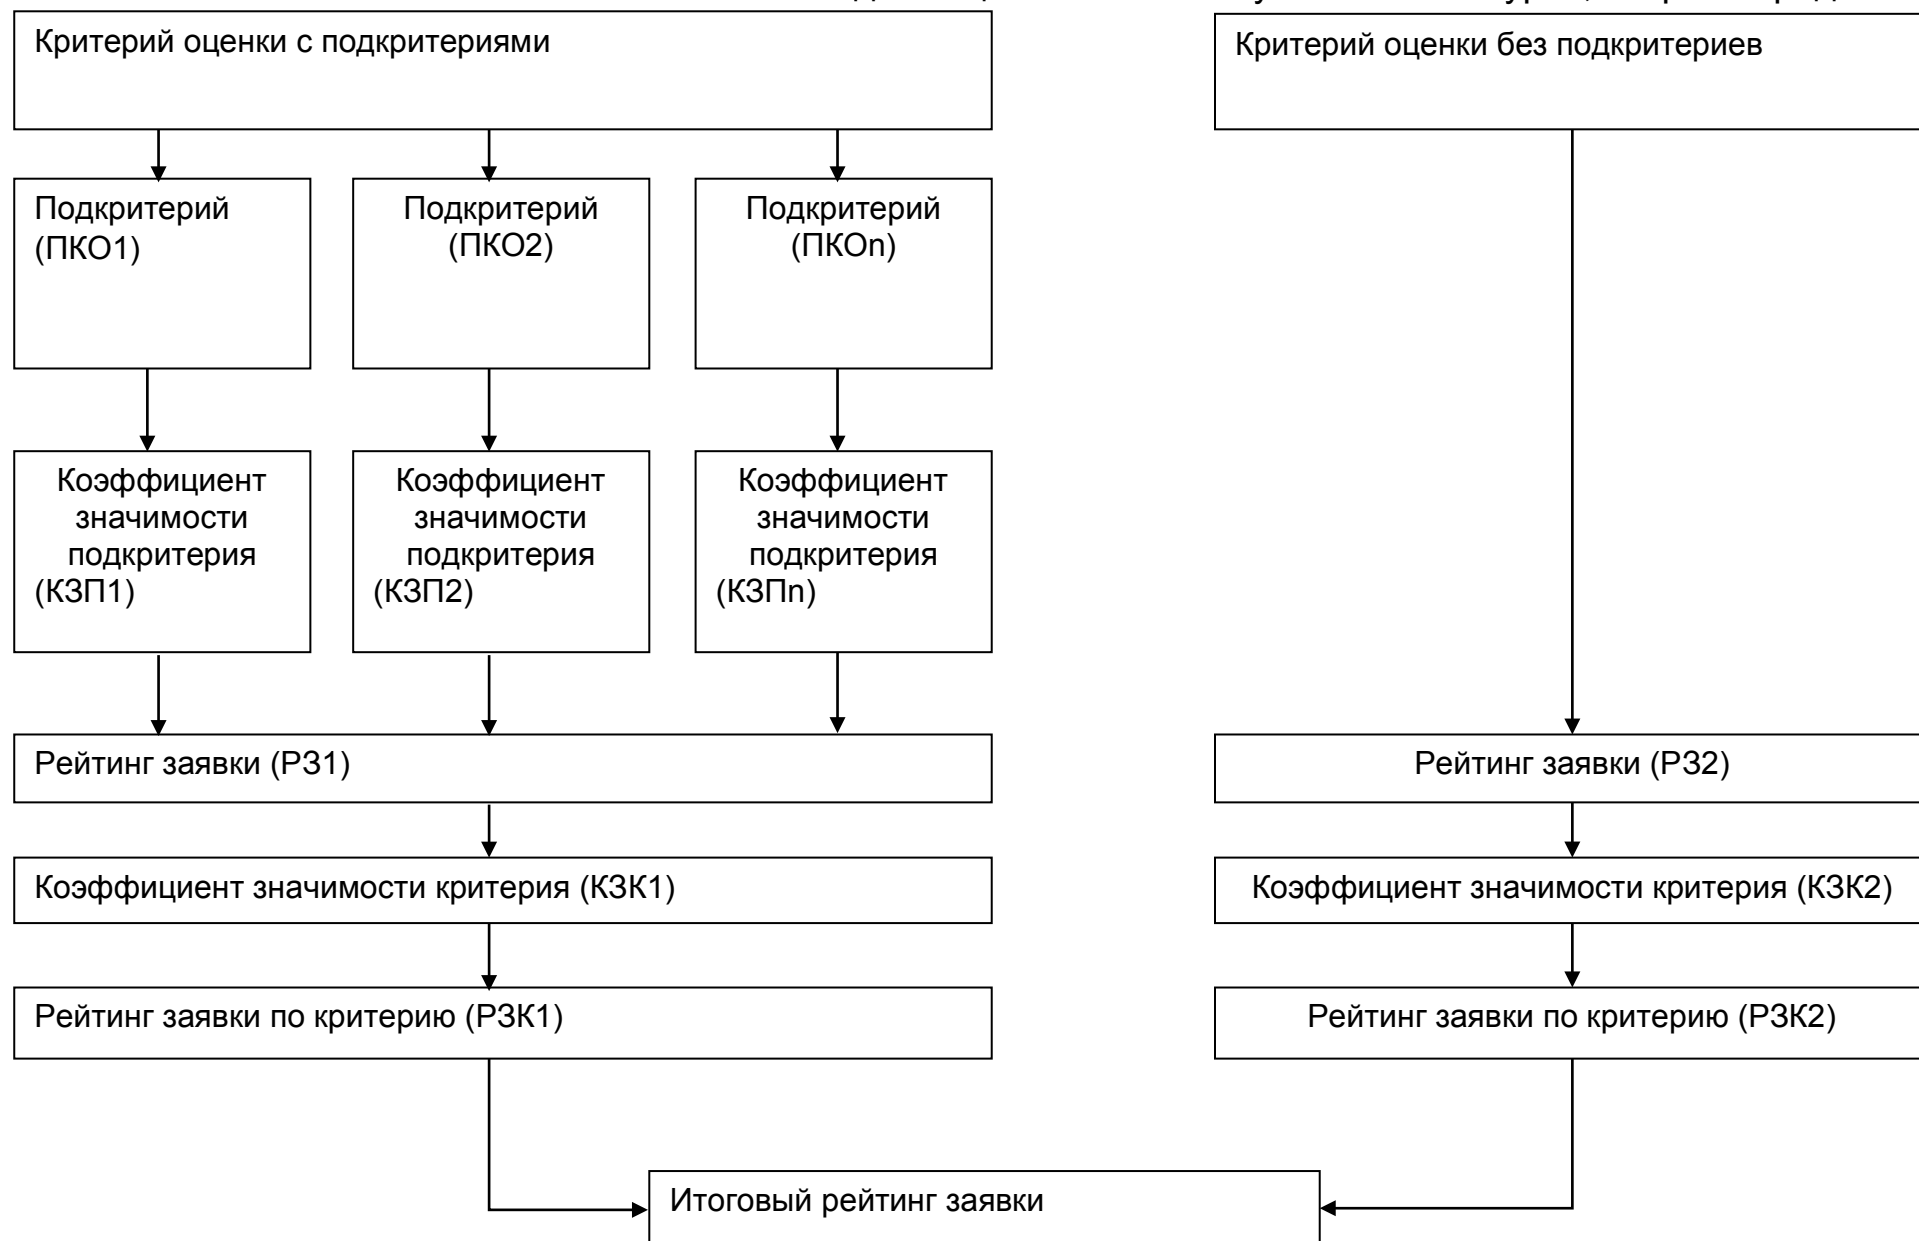 Критерий оценки с подкритериями
Критерий оценки без подкритериев
Подкритерий
(ПКО1)
Подкритерий
(ПКО2)
Подкритерий
(ПКОn)
Коэффициент
значимости
подкритерия
(КЗП1)
Коэффициент
значимости
подкритерия
(КЗП2)
Коэффициент
значимости
подкритерия
(КЗПn)
Рейтинг заявки (РЗ1)
Рейтинг заявки (РЗ2)
Коэффициент значимости критерия (КЗК1)
Коэффициент значимости критерия (КЗК2)
Рейтинг заявки по критерию (РЗК1)
Рейтинг заявки по критерию (РЗК2)
Итоговый рейтинг заявки